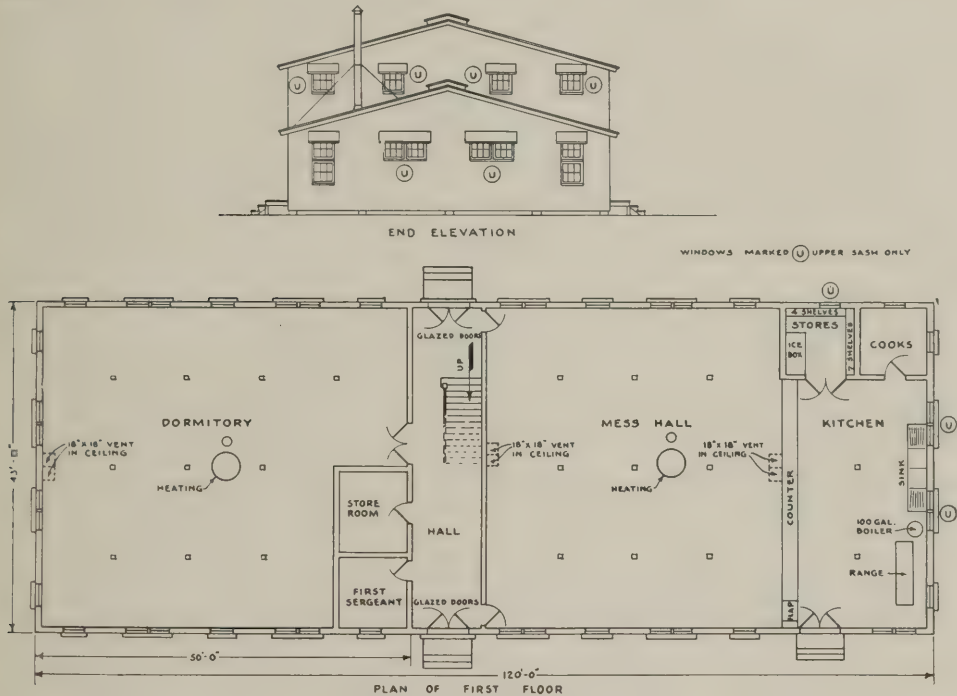 U
U
U
U
U
U
END ELEVATION
WINDOWS MARKED U UPPER SASH ONLY
U
GLAZED DOORS
4 SHELVES
STORES
ICE
BOX
7 SHELVES
COOKS
UP
DORMITORY
MESS HALL
KITCHEN
18" X 18" VENT
IN CEILING
18" X 18" VENT
IN CEILING
18" X 18" VENT
IN CEILING
U
HEATING
HEATING
STORE
ROOM
HALL
COUNTER
SINK
U
100 GAL.
BOILER
RANGE
FIRST
SERGEANT
GLAZED DOORS
FLAP
43'-0"
50'-0"
120'-0"
PLAN OF FIRST FLOOR